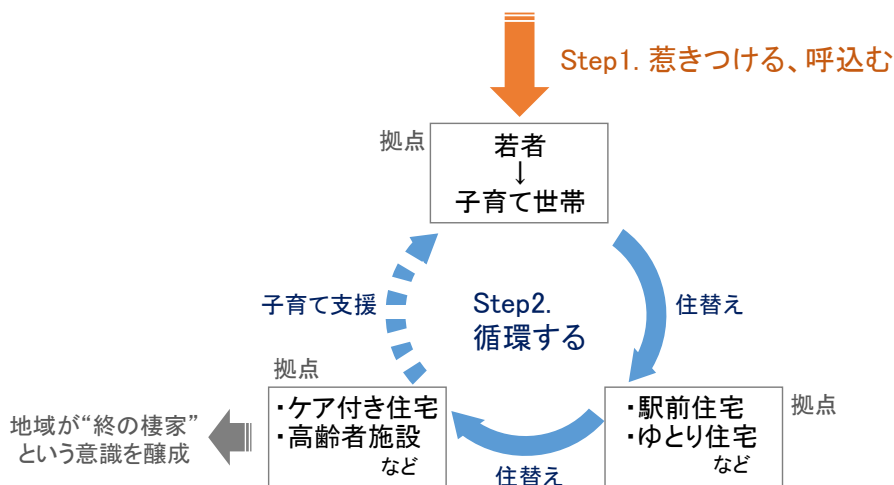 Step1. 惹きつける、呼込む
拠点
若者
↓
子育て世帯
子育て支援
Step2.
循環する
住替え
拠点
・ケア付き住宅
・高齢者施設
など
・駅前住宅
・ゆとり住宅
など
拠点
地域が“終の棲家”
という意識を醸成
住替え